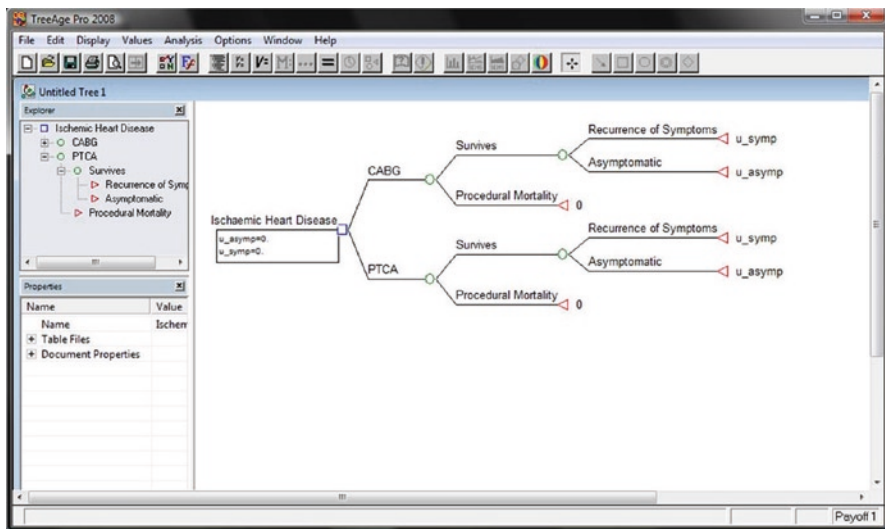 TreeAge Pro 2008
File Edit Display Values Analysis Options Window Help
Untitled Tree 1
Explorer
Ischemic Heart Disease
CABG
PTCA
Survives
Recurrence of Symp
Asymptomatic
Procedural Mortality
Properties
Name Value
Name Ischem
Table Files
Document Properties
Ischaemic Heart Disease
u_asymp=0.
u_symp=0.
CABG
Survives
Recurrence of Symptoms
u_symp
Asymptomatic
u_asymp
Procedural Mortality
0
PTCA
Survives
Recurrence of Symptoms
u_symp
Asymptomatic
u_asymp
Procedural Mortality
0
Payoff 1